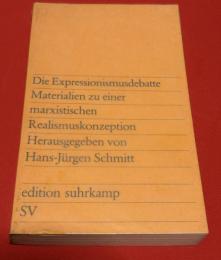 Die Expressionismusdebatte
Materialien zu einer
marxistischen
Realismuskonzeption
Herausgegeben von
Hans-Jürgen Schmitt
edition suhrkamp
SV